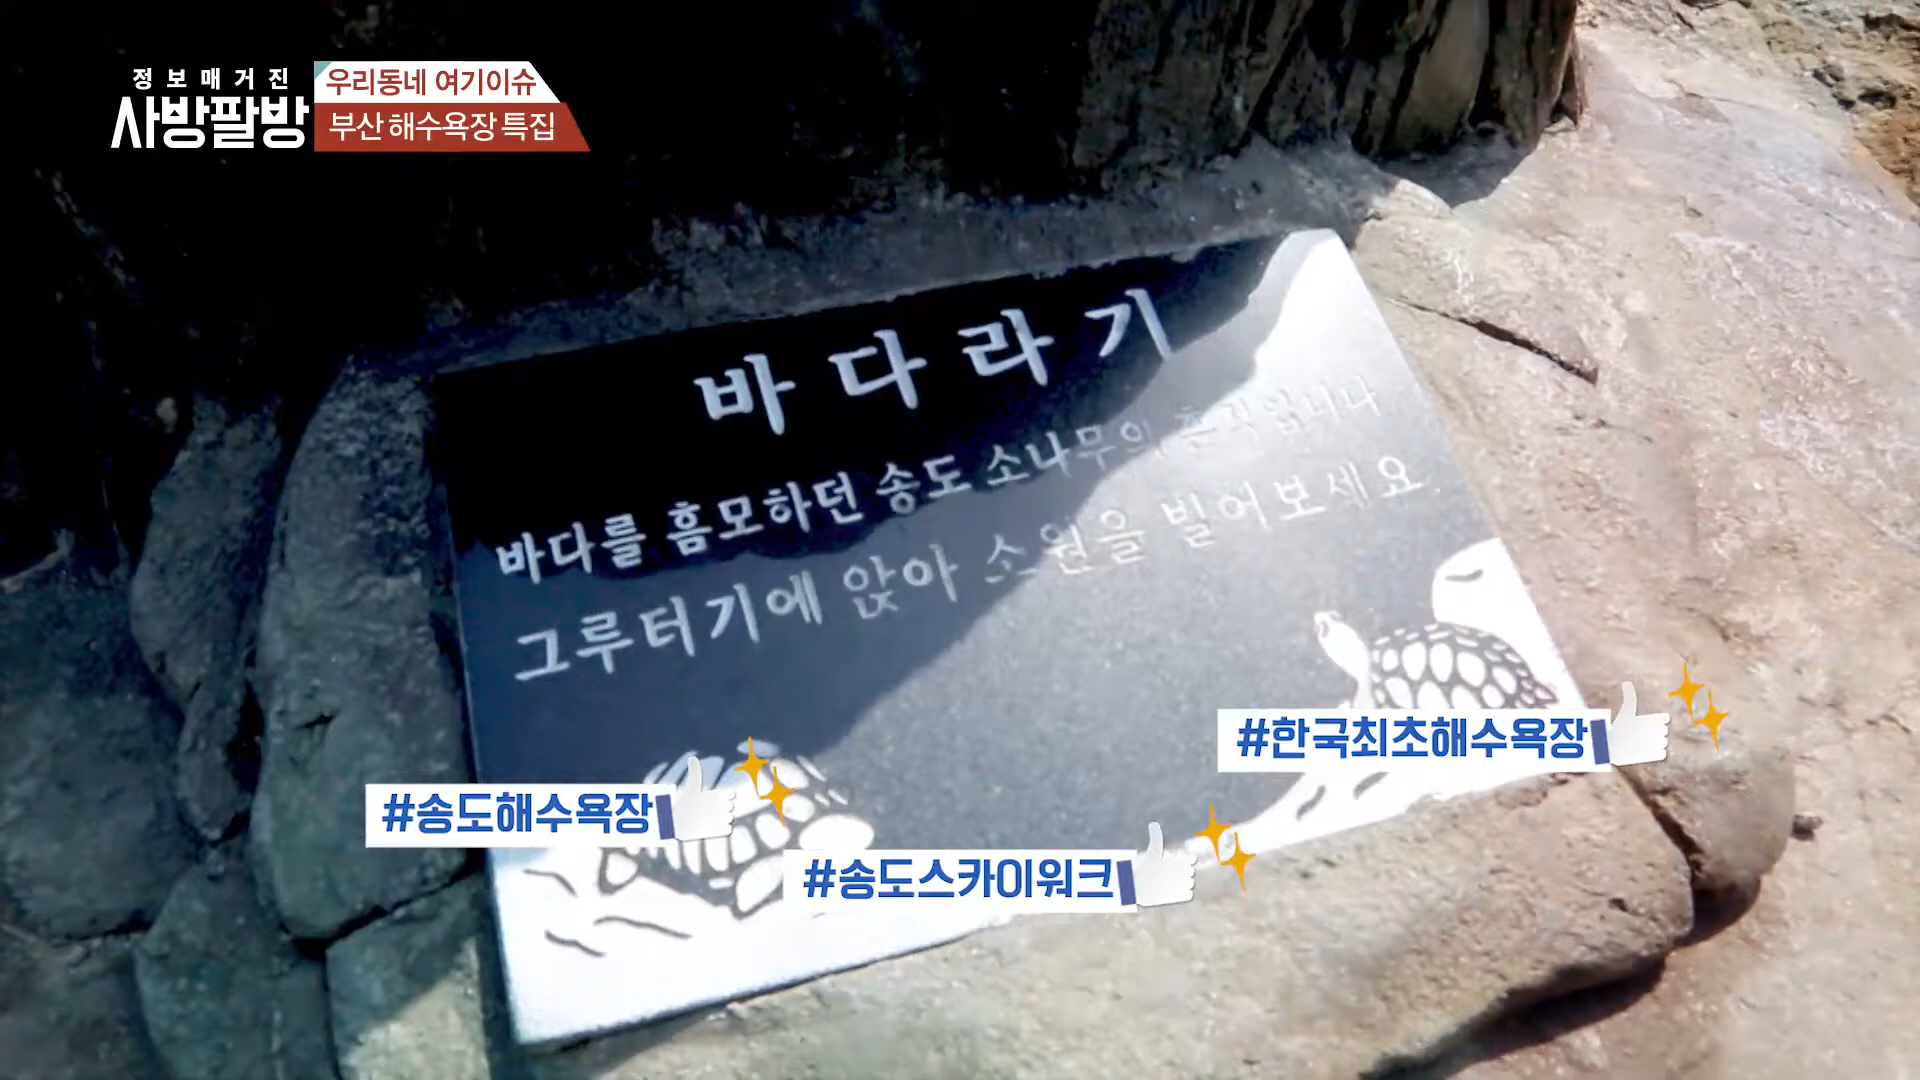 정보매거진
사방팔방
우리동네 여기이슈
부산 해수욕장 특집
바다라기
바다를 흠모하던 송도 소나무의 흔적입니다
그루터기에 앉아 소원을 빌어보세요.
#한국최초해수욕장
#송도해수욕장
#송도스카이워크